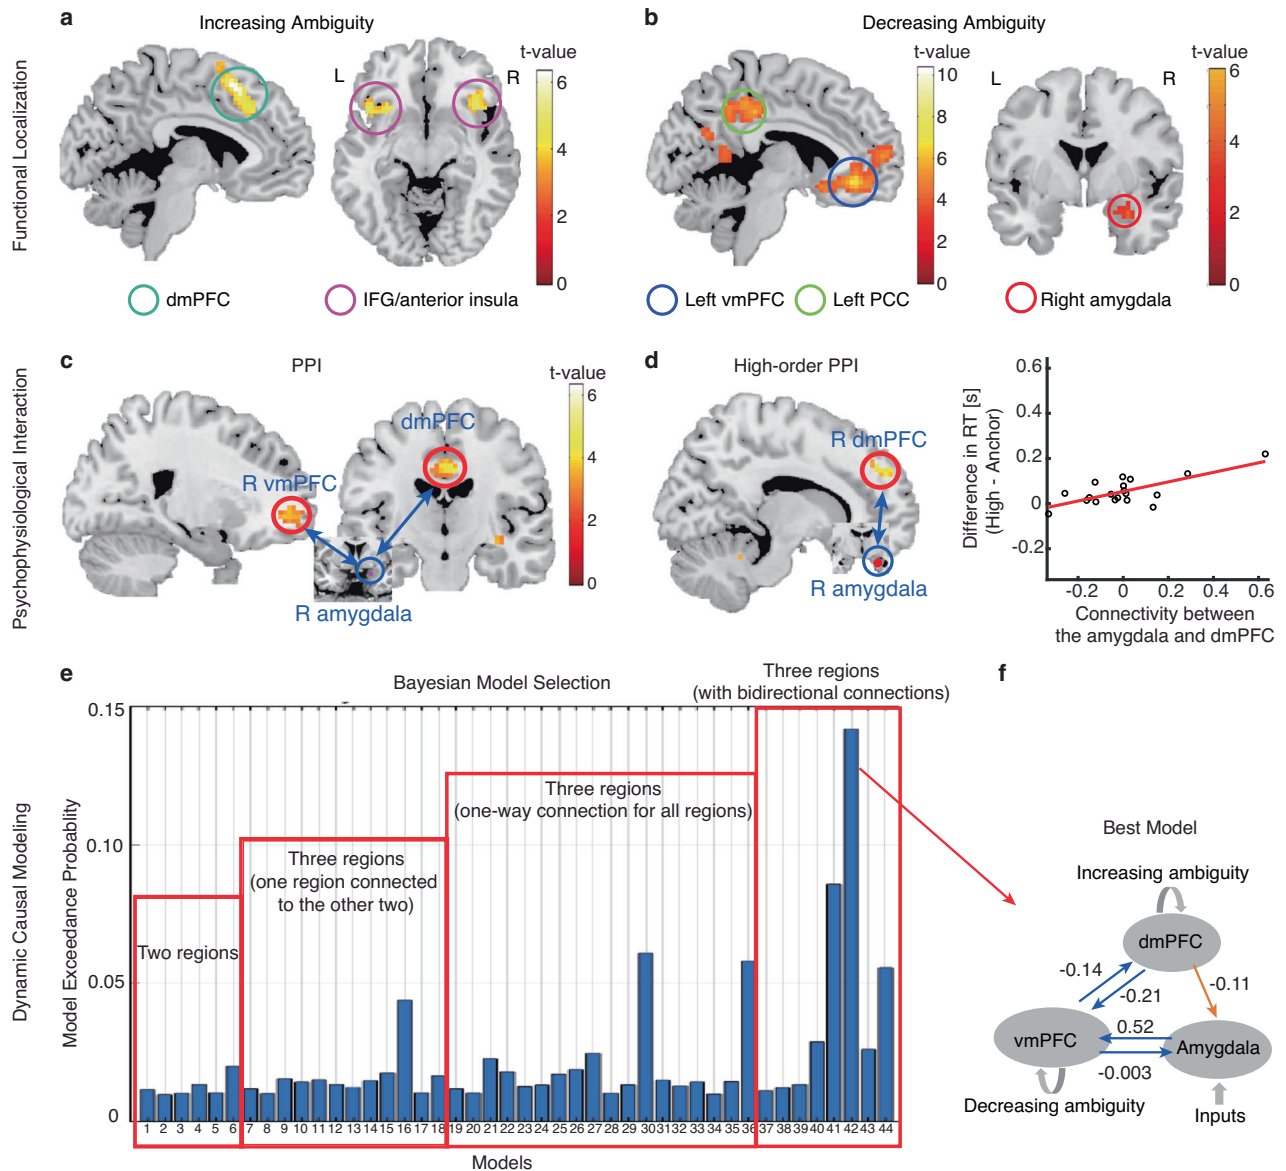 a
Increasing Ambiguity
b
Decreasing Ambiguity
Functional Localization
t-value
6
4
2
0
L
R
t-value
10
8
6
4
2
0
L
R
6
4
2
0
dmPFC
IFG/anterior insula
Left vmPFC
Left PCC
Right amygdala
Psychophysiological Interaction
c
PPI
t-value
6
4
2
0
dmPFC
R vmPFC
R amygdala
d
High-order PPI
R dmPFC
R amygdala
Difference in RT [s]
(High - Anchor)
0.6
0.4
0.2
0
-0.2
-0.2
0
0.2
0.4
0.6
Connectivity between
the amygdala and dmPFC
Dynamic Causal Modeling
e
Bayesian Model Selection
Three regions
(with bidirectional connections)
Model Exceedance Probablity
0.15
0.10
0.05
0
Two regions
Three regions
(one region connected
to the other two)
Three regions
(one-way connection for all regions)
1 2 3 4 5 6 7 8 9 10 11 12 13 14 15 16 17 18 19 20 21 22 23 24 25 26 27 28 29 30 31 32 33 34 35 36 37 38 39 40 41 42 43 44
Models
f
Best Model
Increasing ambiguity
dmPFC
-0.14
-0.21
-0.11
vmPFC
0.52
Amygdala
-0.003
Decreasing ambiguity
Inputs